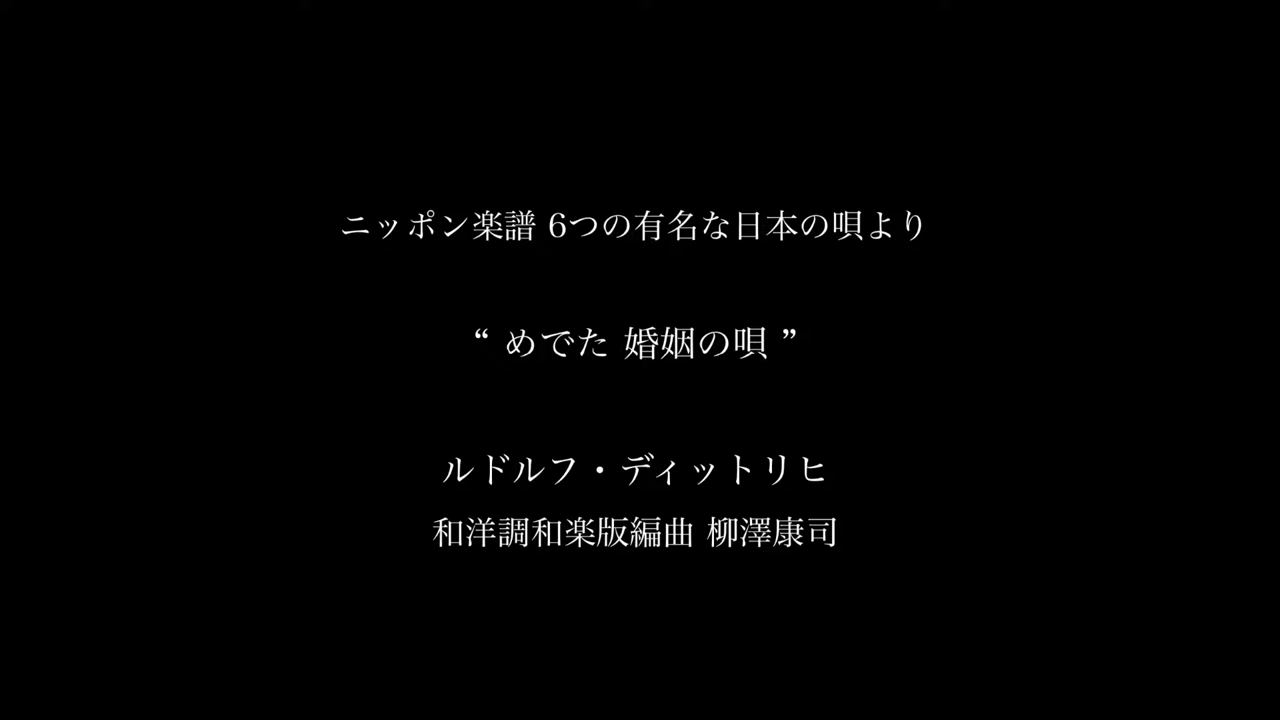 ニッポン楽譜 6つの有名な日本の唄より
“ めでた 婚姻の唄 ”
ルドルフ・ディットリヒ
和洋調和楽版編曲 柳澤康司